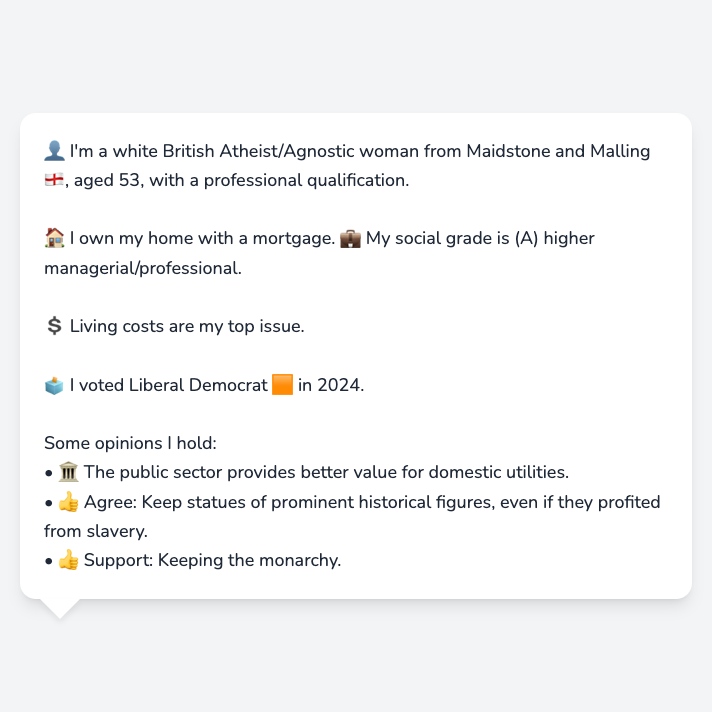 👤 I'm a white British Atheist/Agnostic woman from Maidstone and Malling
🏴󠁧󠁢󠁥󠁮󠁧󠁿, aged 53, with a professional qualification.
🏠 I own my home with a mortgage. 💼 My social grade is (A) higher
managerial/professional.
💲 Living costs are my top issue.
🗳️ I voted Liberal Democrat 🟧 in 2024.
Some opinions I hold:
• 🏛️ The public sector provides better value for domestic utilities.
• 👍 Agree: Keep statues of prominent historical figures, even if they profited
from slavery.
• 👍 Support: Keeping the monarchy.